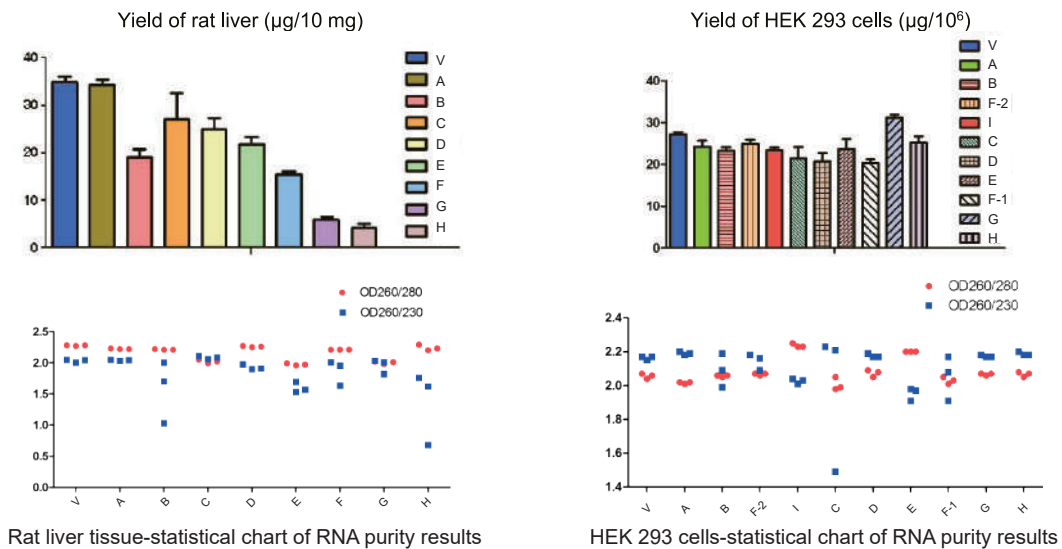 Yield of rat liver (µg/10 mg)
40
30
20
10
0
V
A
B
C
D
E
F
G
H
Yield of HEK 293 cells (µg/10⁶)
40
30
20
10
0
V
A
B
F-2
I
C
D
E
F-1
G
H
OD260/280
OD260/230
2.5
2.0
1.5
1.0
0.5
0.0
V A B C D E F G H
Rat liver tissue-statistical chart of RNA purity results
OD260/280
OD260/230
2.4
2.2
2.0
1.8
1.6
1.4
V A B F-2 I C D E F-1 G H
HEK 293 cells-statistical chart of RNA purity results